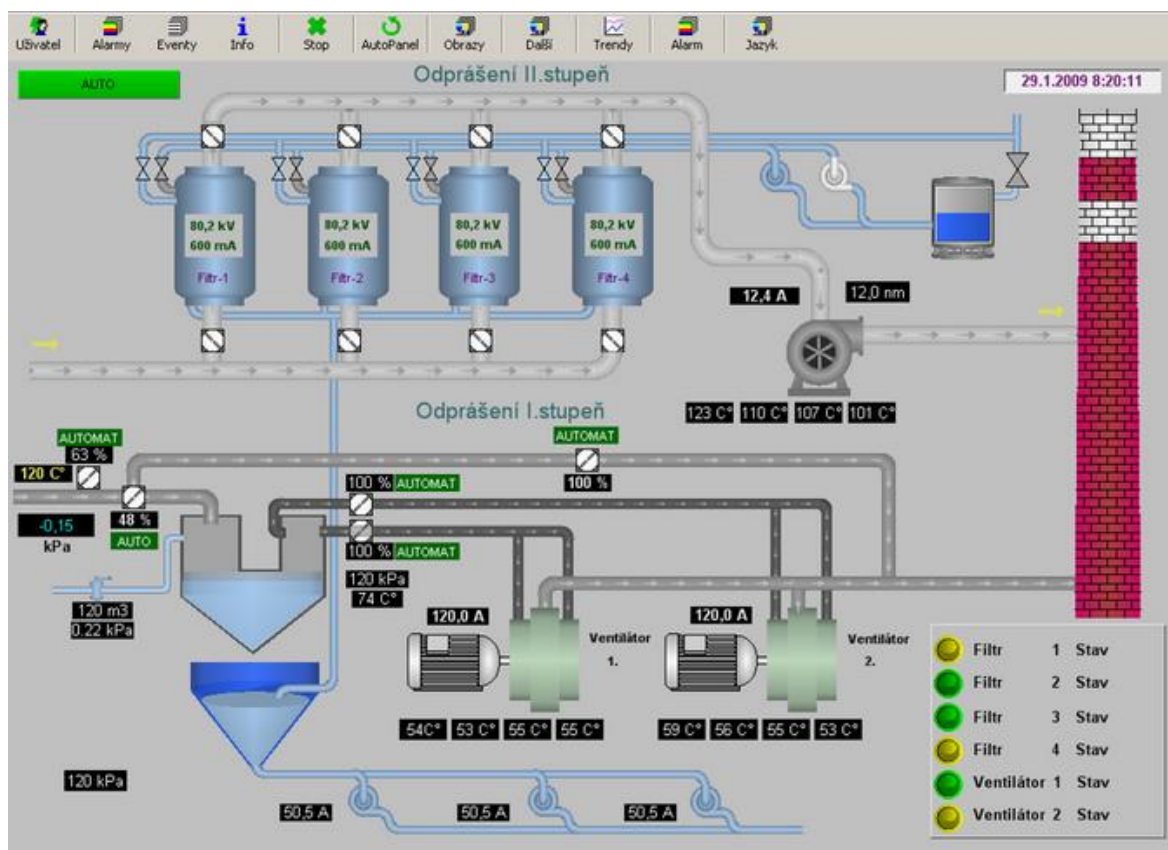 Uživatel Alarmy Eventy Info Stop AutoPanel Obrazy Další Trendy Alarm Jazyk
AUTO
Odprášení II.stupeň
29.1.2009 8:20:11
80,2 kV 80,2 kV 80,2 kV 80,2 kV
600 mA 600 mA 600 mA 600 mA
Filtr-1 Filtr-2 Filtr-3 Filtr-4
12,4 A 12,0 nm
123 C° 110 C° 107 C° 101 C°
Odprášení I.stupeň
AUTOMAT
63 %
120 C°
AUTOMAT
100 %
100 % AUTOMAT
48 %
AUTO
-0,15
kPa
100 % AUTOMAT
120 kPa
74 C°
120 m3
0.22 kPa
120,0 A
Ventilátor
1.
120,0 A
Ventilátor
2.
54C° 53 C° 55 C° 55 C°
59 C° 56 C° 55 C° 53 C°
120 kPa
50,5 A 50,5 A 50,5 A
Filtr 1 Stav
Filtr 2 Stav
Filtr 3 Stav
Filtr 4 Stav
Ventilátor 1 Stav
Ventilátor 2 Stav